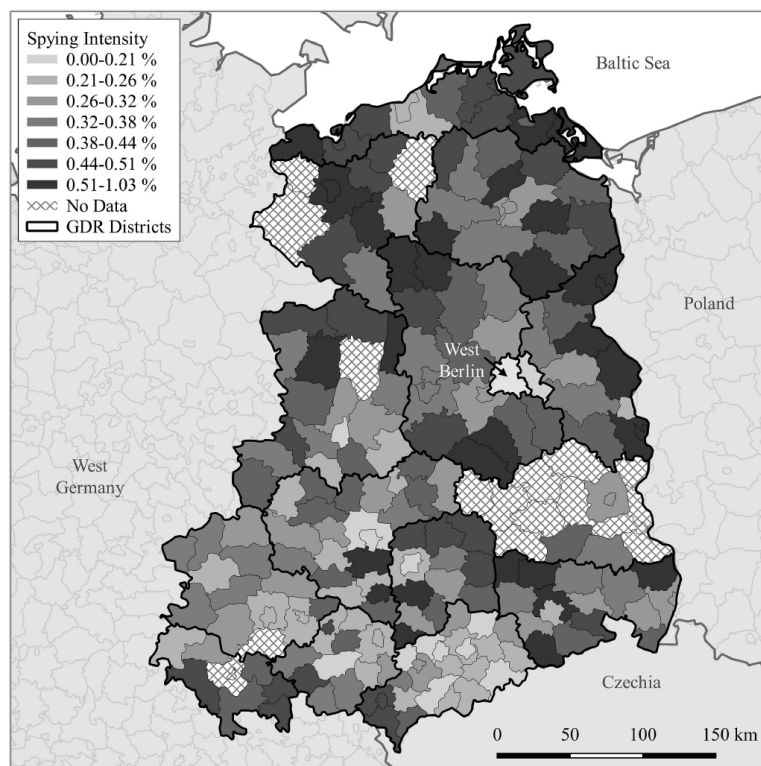 Spying Intensity
0.00-0.21 %
0.21-0.26 %
0.26-0.32 %
0.32-0.38 %
0.38-0.44 %
0.44-0.51 %
0.51-1.03 %
No Data
GDR Districts
Baltic Sea
Poland
West
Berlin
West
Germany
Czechia
0 50 100 150 km